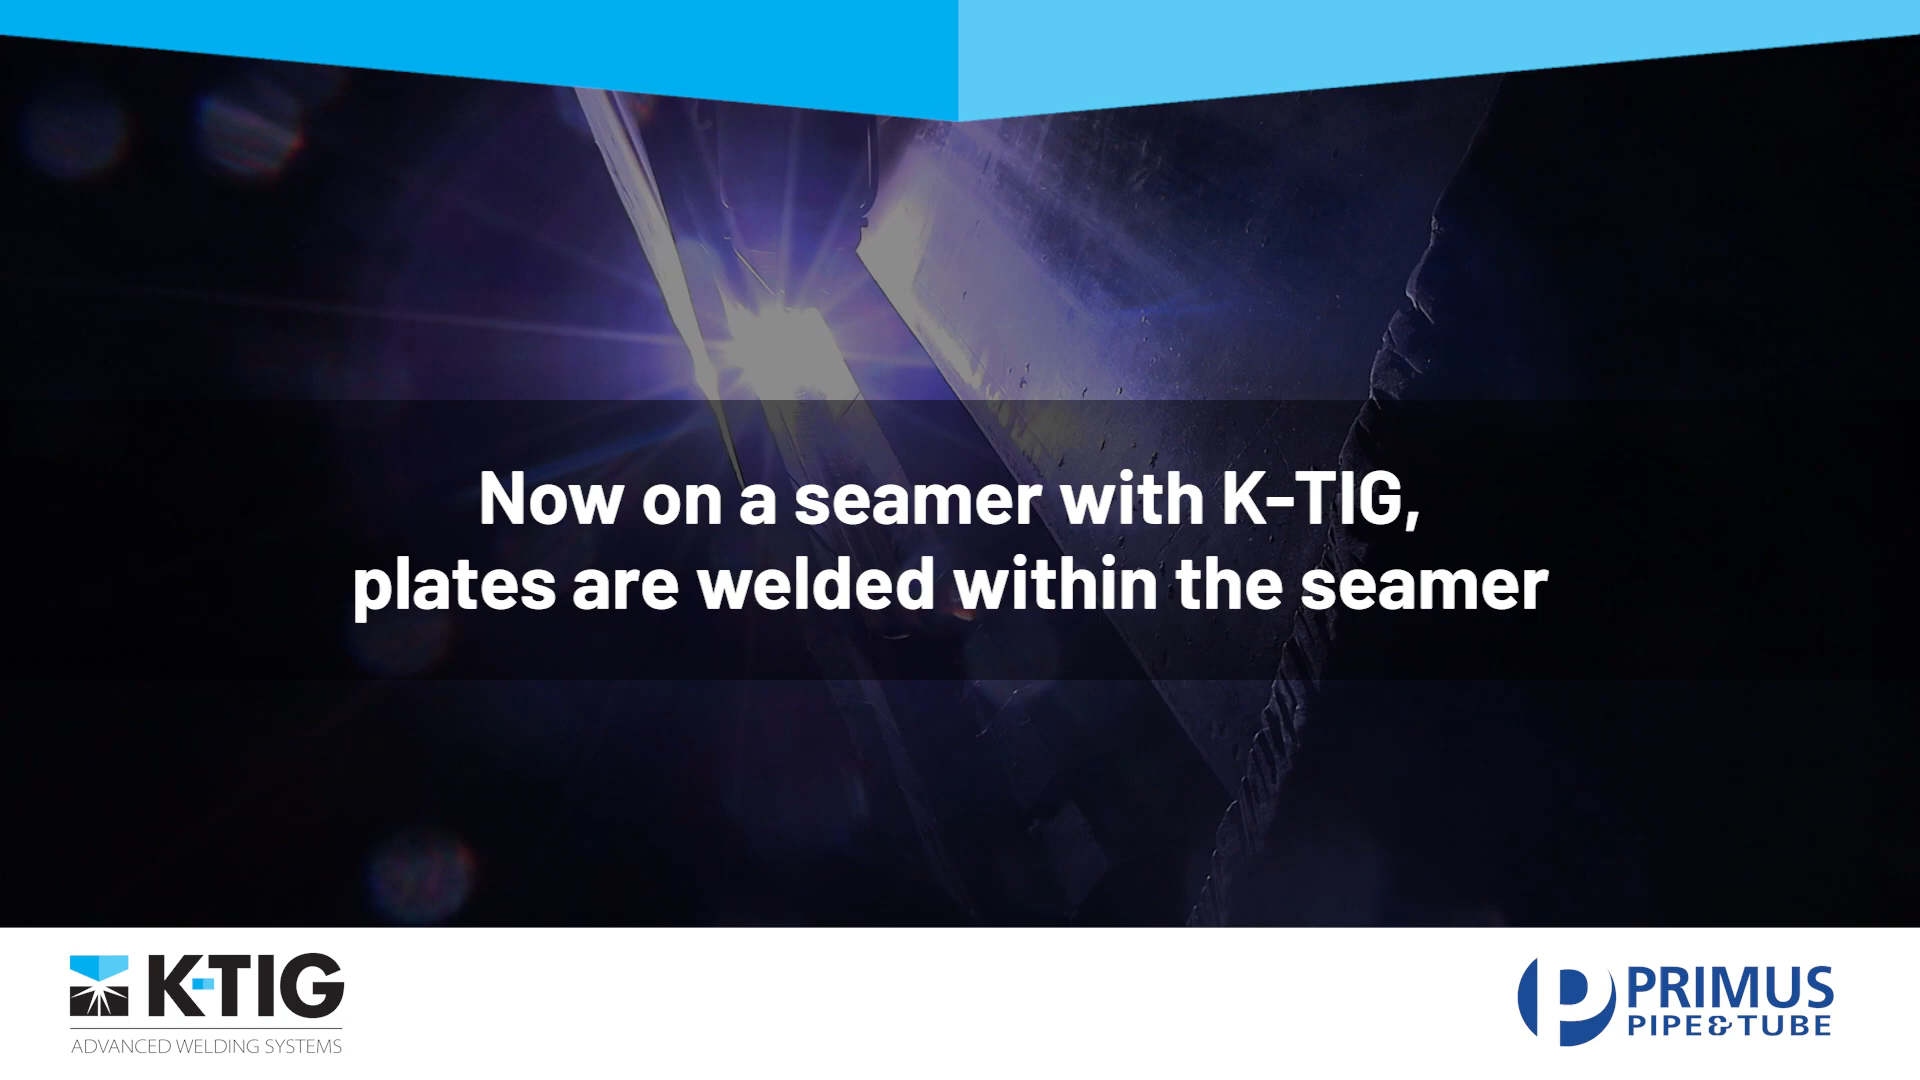 Now on a seamer with K-TIG,
plates are welded within the seamer
K-TIG
ADVANCED WELDING SYSTEMS
PRIMUS
PIPE & TUBE